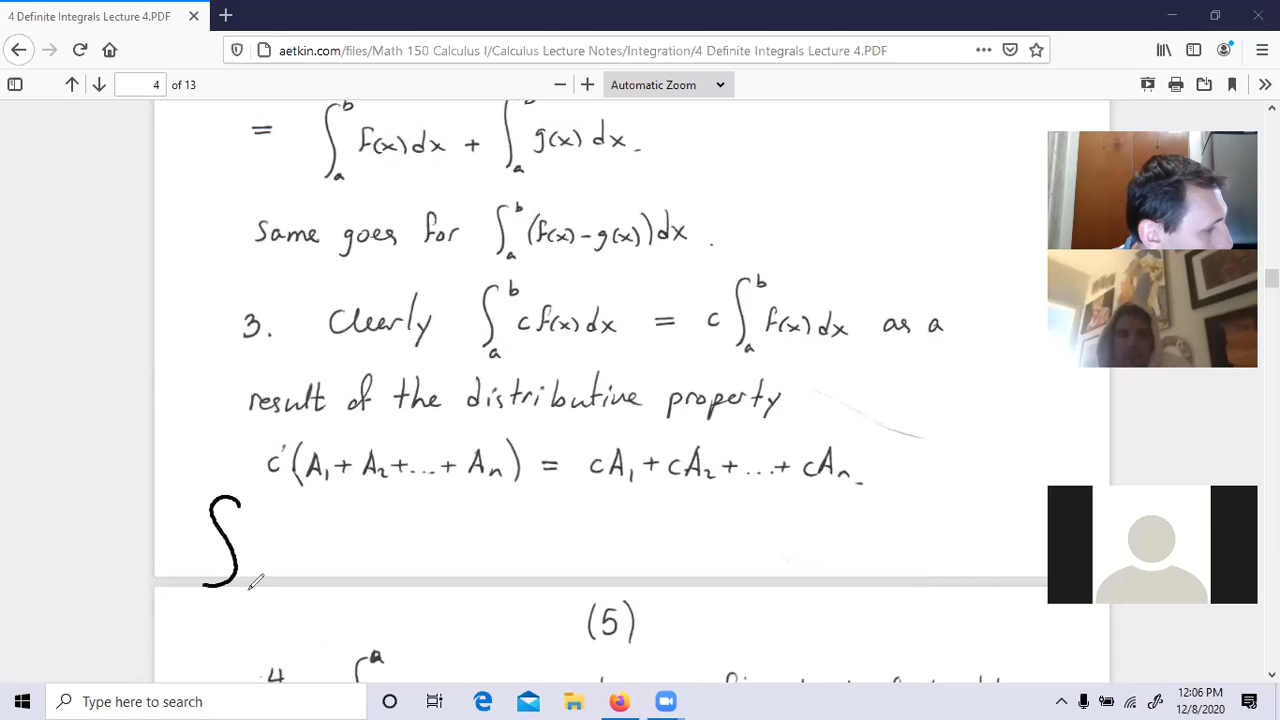 4 Definite Integrals Lecture 4.PDF
aetkin.com/files/Math 150 Calculus I/Calculus Lecture Notes/Integration/4 Definite Integrals Lecture 4.PDF
4 of 13 Automatic Zoom
= ∫_a^b f(x)dx + ∫_a g(x) dx.
Same goes for ∫_a^b (f(x) - g(x))dx .
3. Clearly ∫_a^b c f(x)dx = c ∫_a^b f(x)dx as a
result of the distributive property
c(A₁ + A₂ + ... + Aₙ) = cA₁ + cA₂ + ... + cAₙ.
∫
(5)
4 ∫^a
Type here to search
12:06 PM
12/8/2020